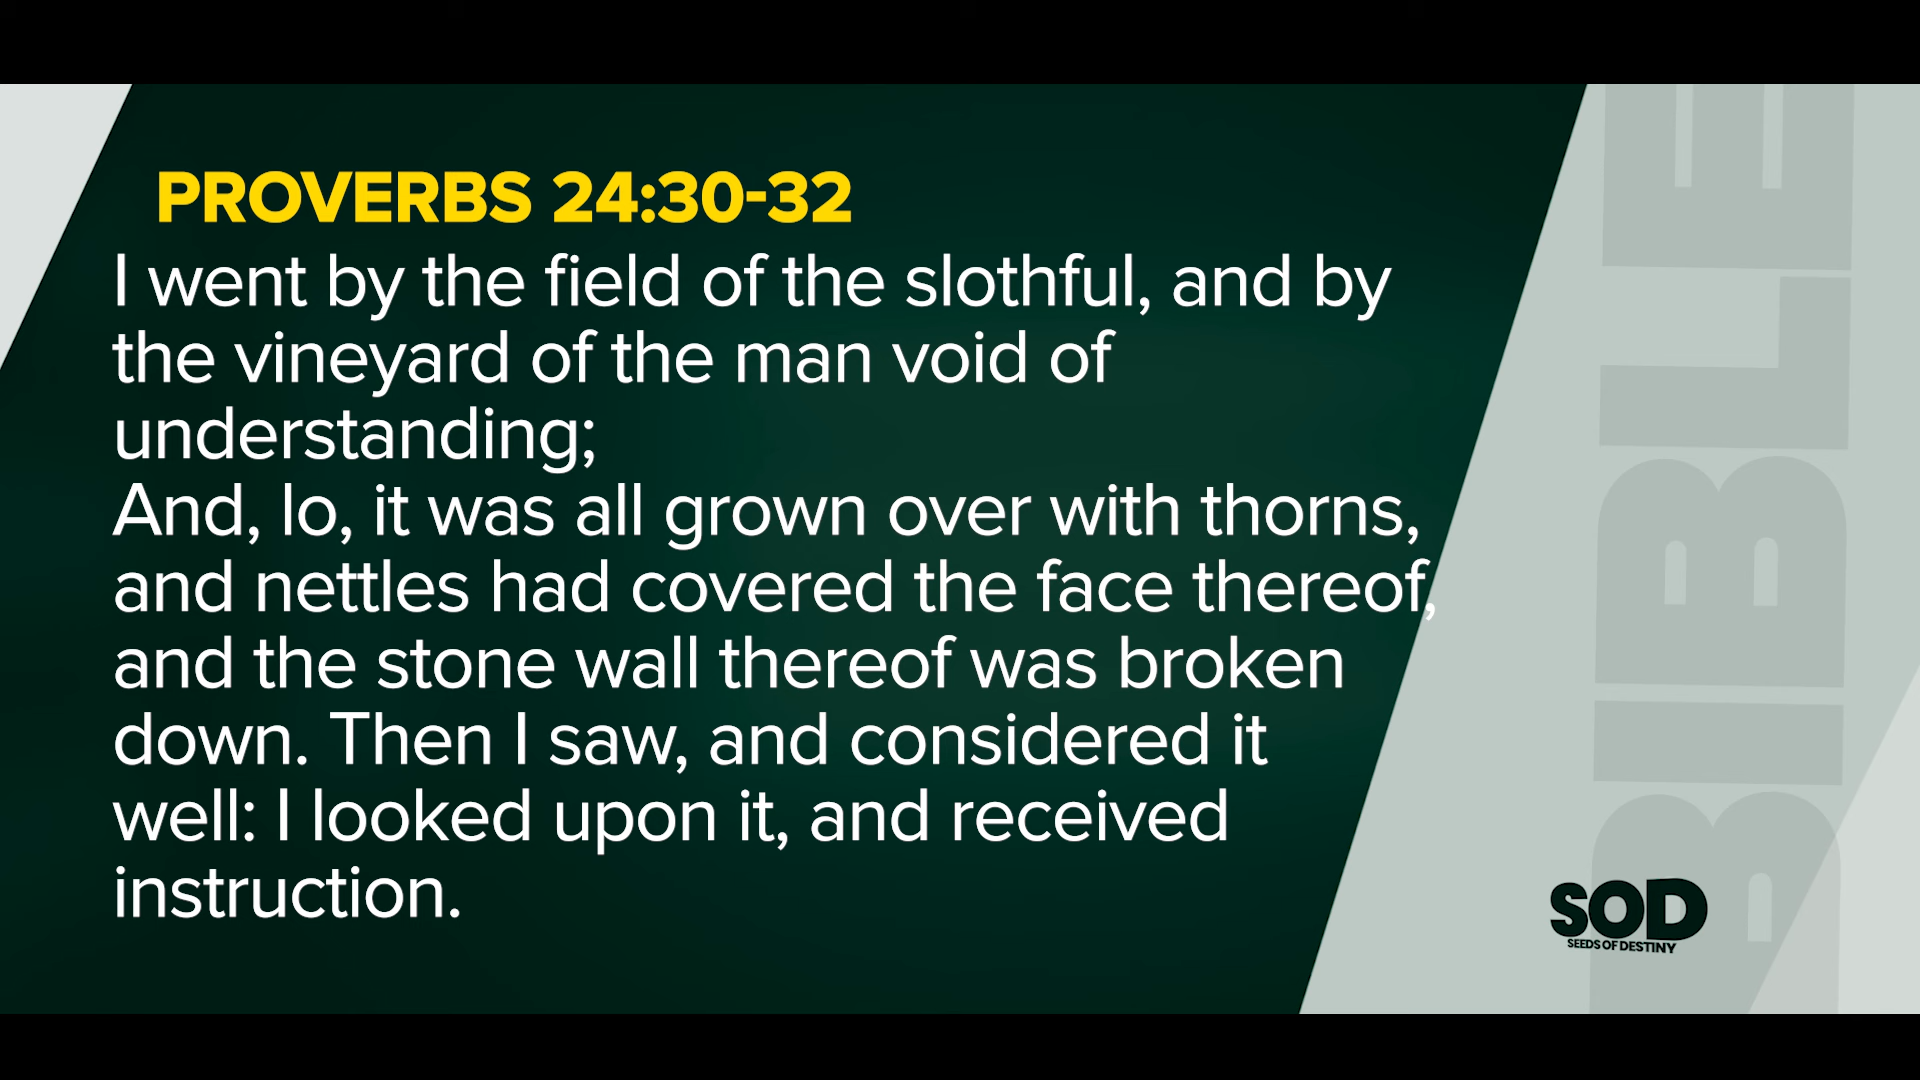 PROVERBS 24:30-32
I went by the field of the slothful, and by
the vineyard of the man void of
understanding;
And, lo, it was all grown over with thorns,
and nettles had covered the face thereof,
and the stone wall thereof was broken
down. Then I saw, and considered it
well: I looked upon it, and received
instruction.
BIBLE
SOD
SEEDS OF DESTINY